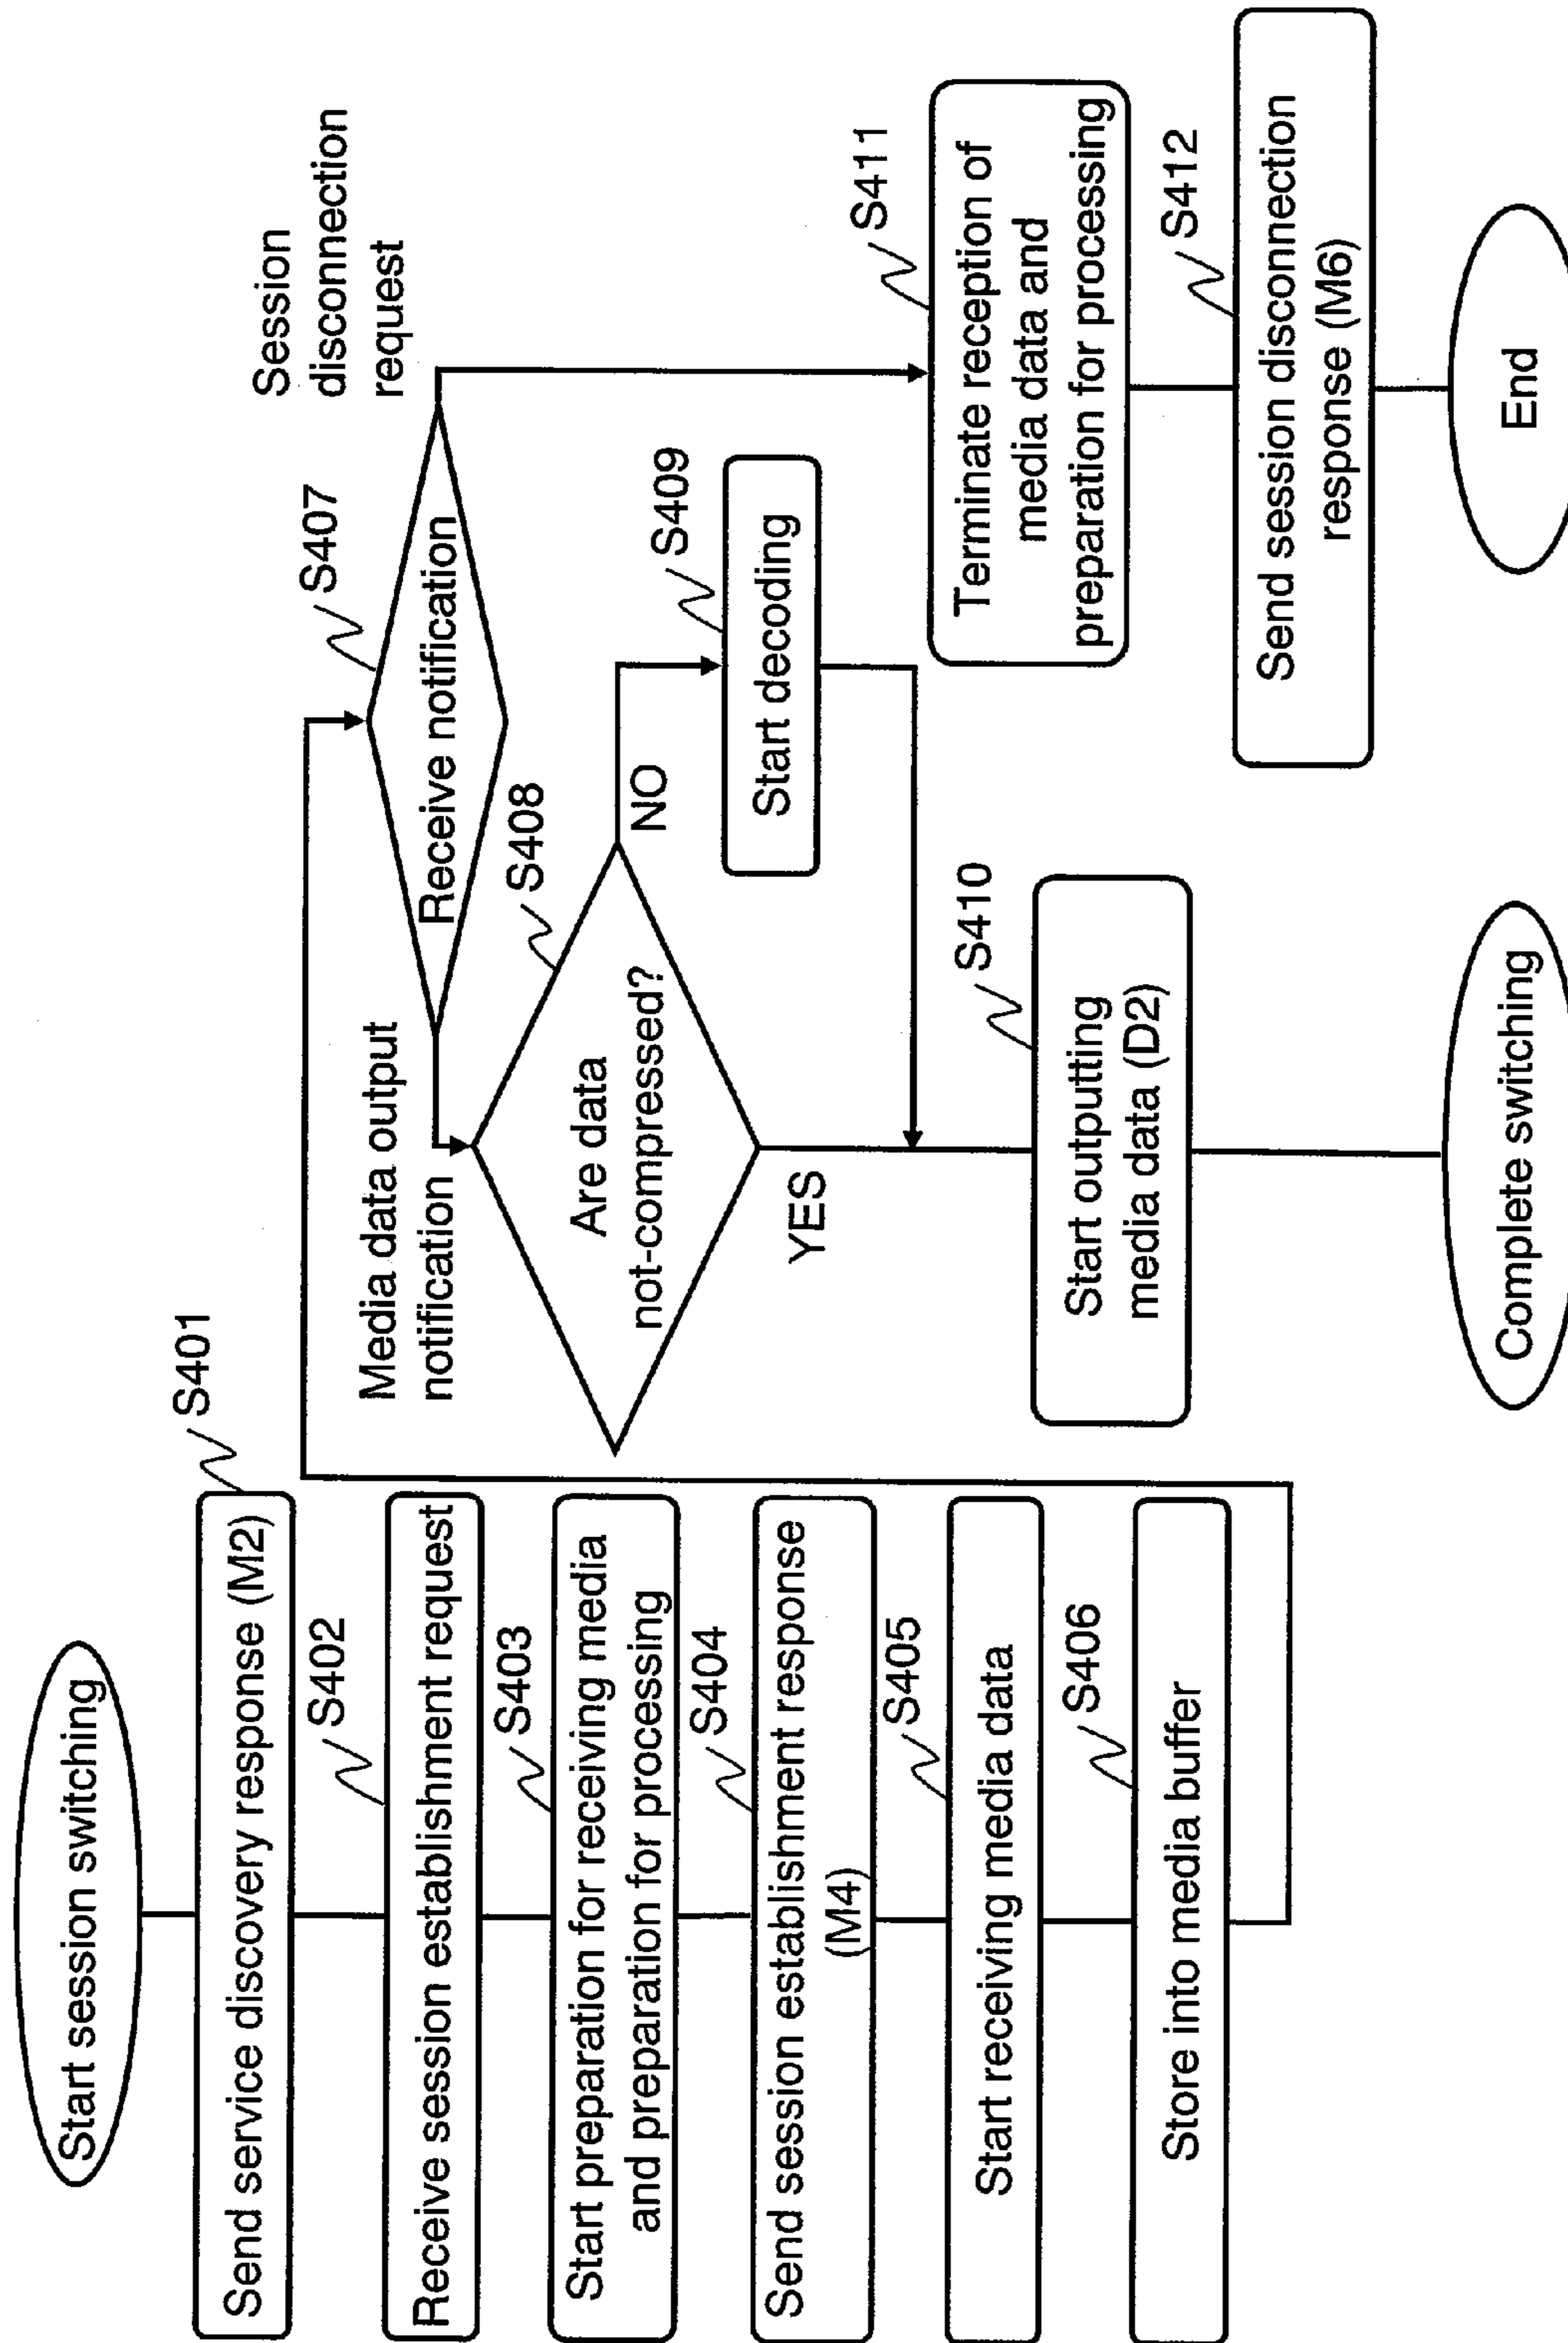 Start session switching
S401
Send service discovery response (M2)
S402
Receive session establishment request
S403
Start preparation for receiving media
and preparation for processing
S404
Send session establishment response
(M4)
S405
Start receiving media data
S406
Store into media buffer
S407
Receive notification
Session
disconnection
request
Media data output
notification
S408
Are data
not-compressed?
NO
YES
S409
Start decoding
S410
Start outputting
media data (D2)
Complete switching
S411
Terminate reception of
media data and
preparation for processing
S412
Send session disconnection
response (M6)
End